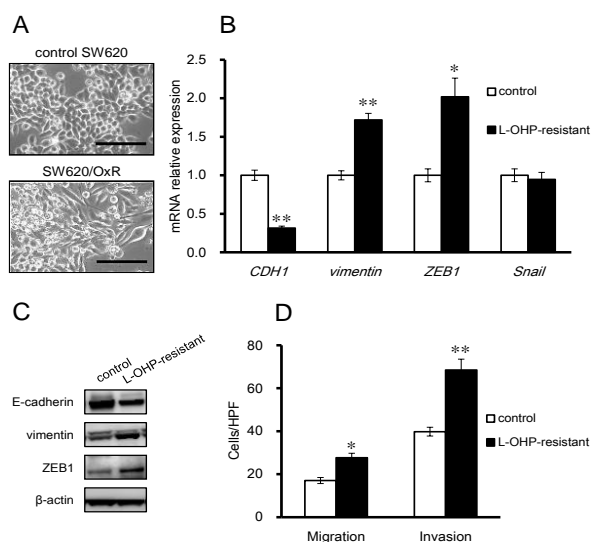 A
control SW620
SW620/OxR
B
mRNA relative expression
2.5
2.0
1.5
1.0
0.5
0.0
**
**
*
CDH1
vimentin
ZEB1
Snail
control
L-OHP-resistant
C
control
L-OHP-resistant
E-cadherin
vimentin
ZEB1
β-actin
D
Cells/HPF
80
60
40
20
0
*
**
Migration
Invasion
control
L-OHP-resistant